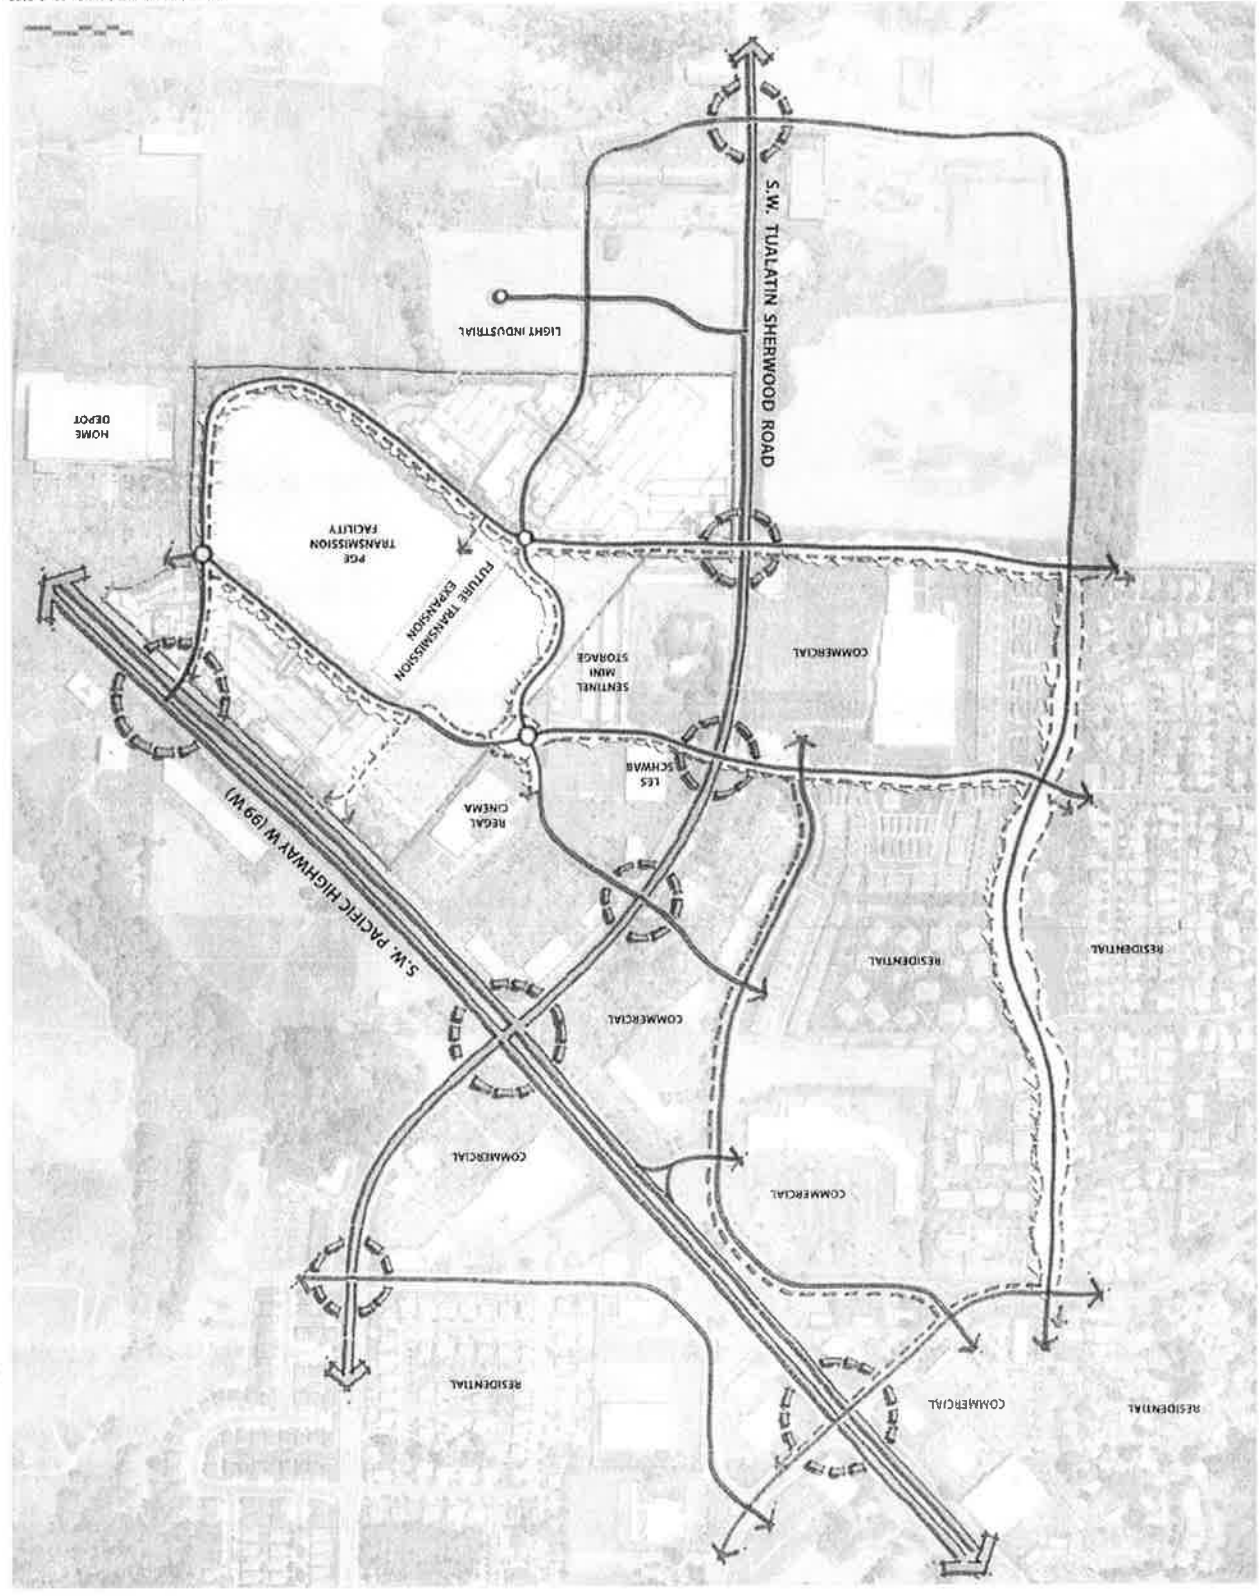 S.W. TUALATIN SHERWOOD ROAD
LIGHT INDUSTRIAL
HOME
DEPOT
PGE
TRANSMISSION
FACILITY
FUTURE TRANSMISSION
EXPANSION
SENTINEL
MINI
STORAGE
COMMERCIAL
LES
SCHWAB
REGAL
CINEMA
S.W. PACIFIC HIGHWAY W (99 W)
RESIDENTIAL
RESIDENTIAL
COMMERCIAL
COMMERCIAL
COMMERCIAL
RESIDENTIAL
COMMERCIAL
RESIDENTIAL